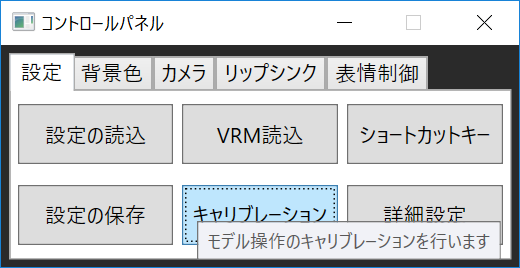 コントロールパネル
設定 背景色 カメラ リップシンク 表情制御
設定の読込 VRM読込 ショートカットキー
設定の保存 キャリブレーション 詳細設定
モデル操作のキャリブレーションを行います